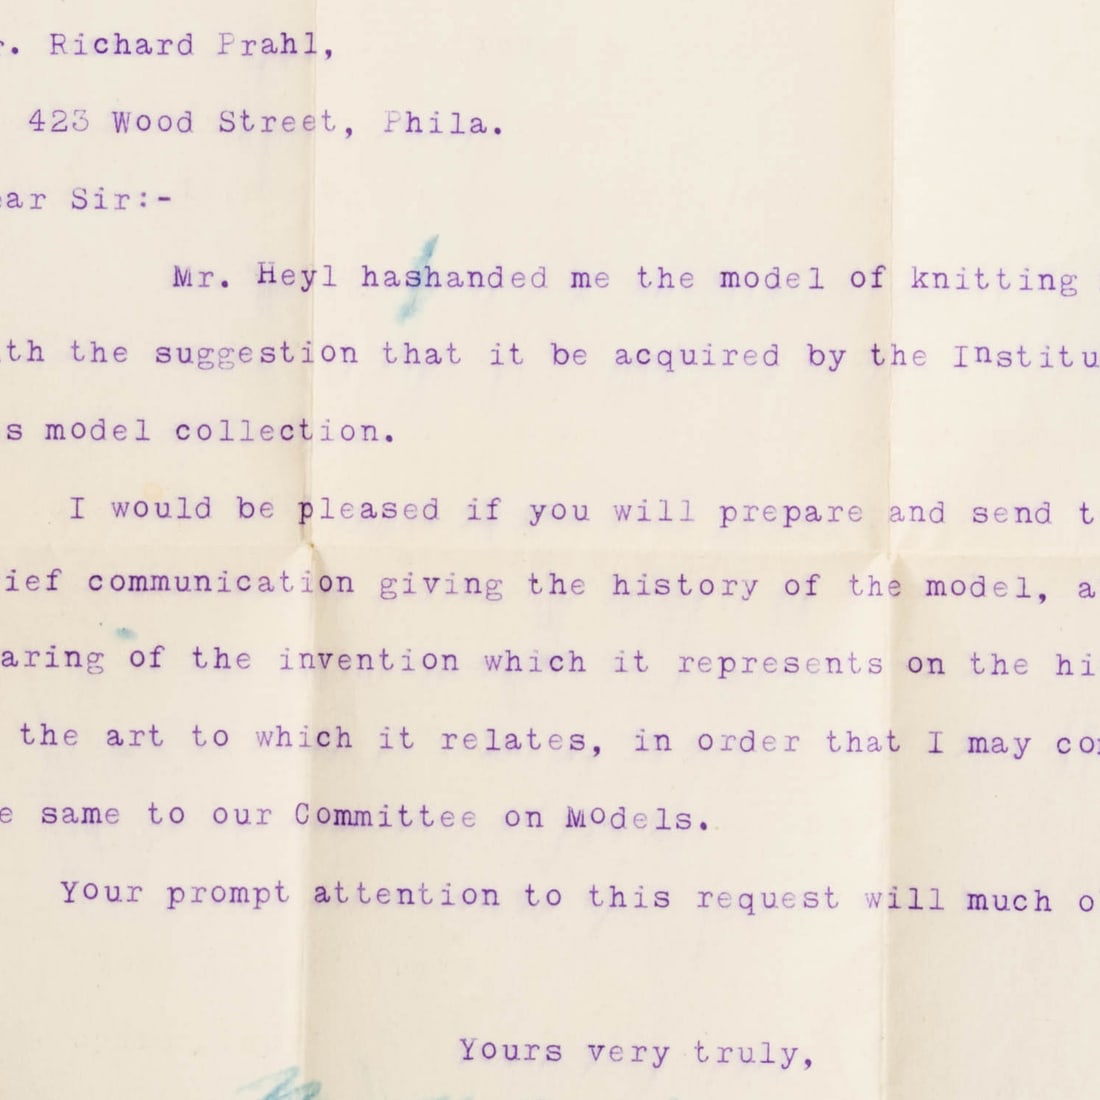 r. Richard Prahl,
423 Wood Street, Phila.
ear Sir:-
Mr. Heyl hashanded me the model of knitting
th the suggestion that it be acquired by the Institu
s model collection.
I would be pleased if you will prepare and send t
ief communication giving the history of the model, a
aring of the invention which it represents on the hi
the art to which it relates, in order that I may co
e same to our Committee on Models.
Your prompt attention to this request will much o
Yours very truly,